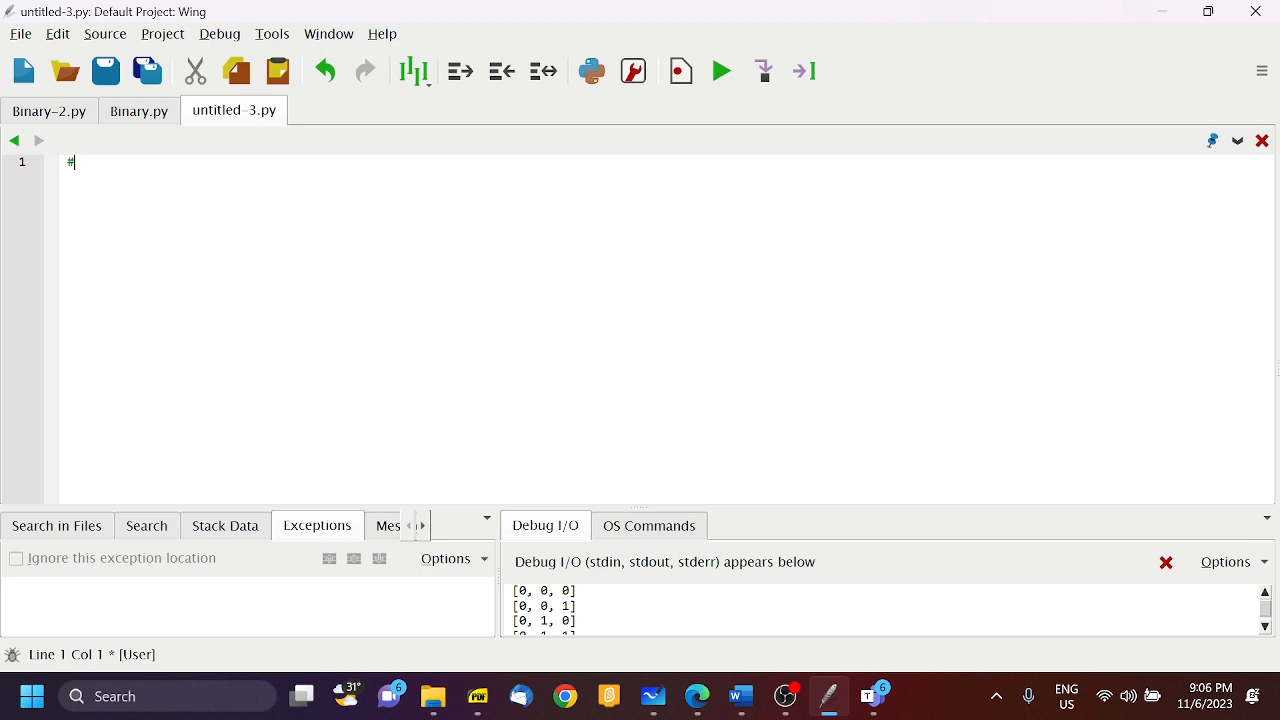 untitled-3.py: Default Project: Wing
File Edit Source Project Debug Tools Window Help
Binary-2.py Binary.py untitled-3.py
1 #
Search in Files Search Stack Data Exceptions Mes Debug I/O OS Commands
Ignore this exception location Options Debug I/O (stdin, stdout, stderr) appears below Options
[0, 0, 0]
[0, 0, 1]
[0, 1, 0]
Line 1 Col 1 * [User]
Search 31° 6 PDF 6 ENG US 9:06 PM 11/6/2023